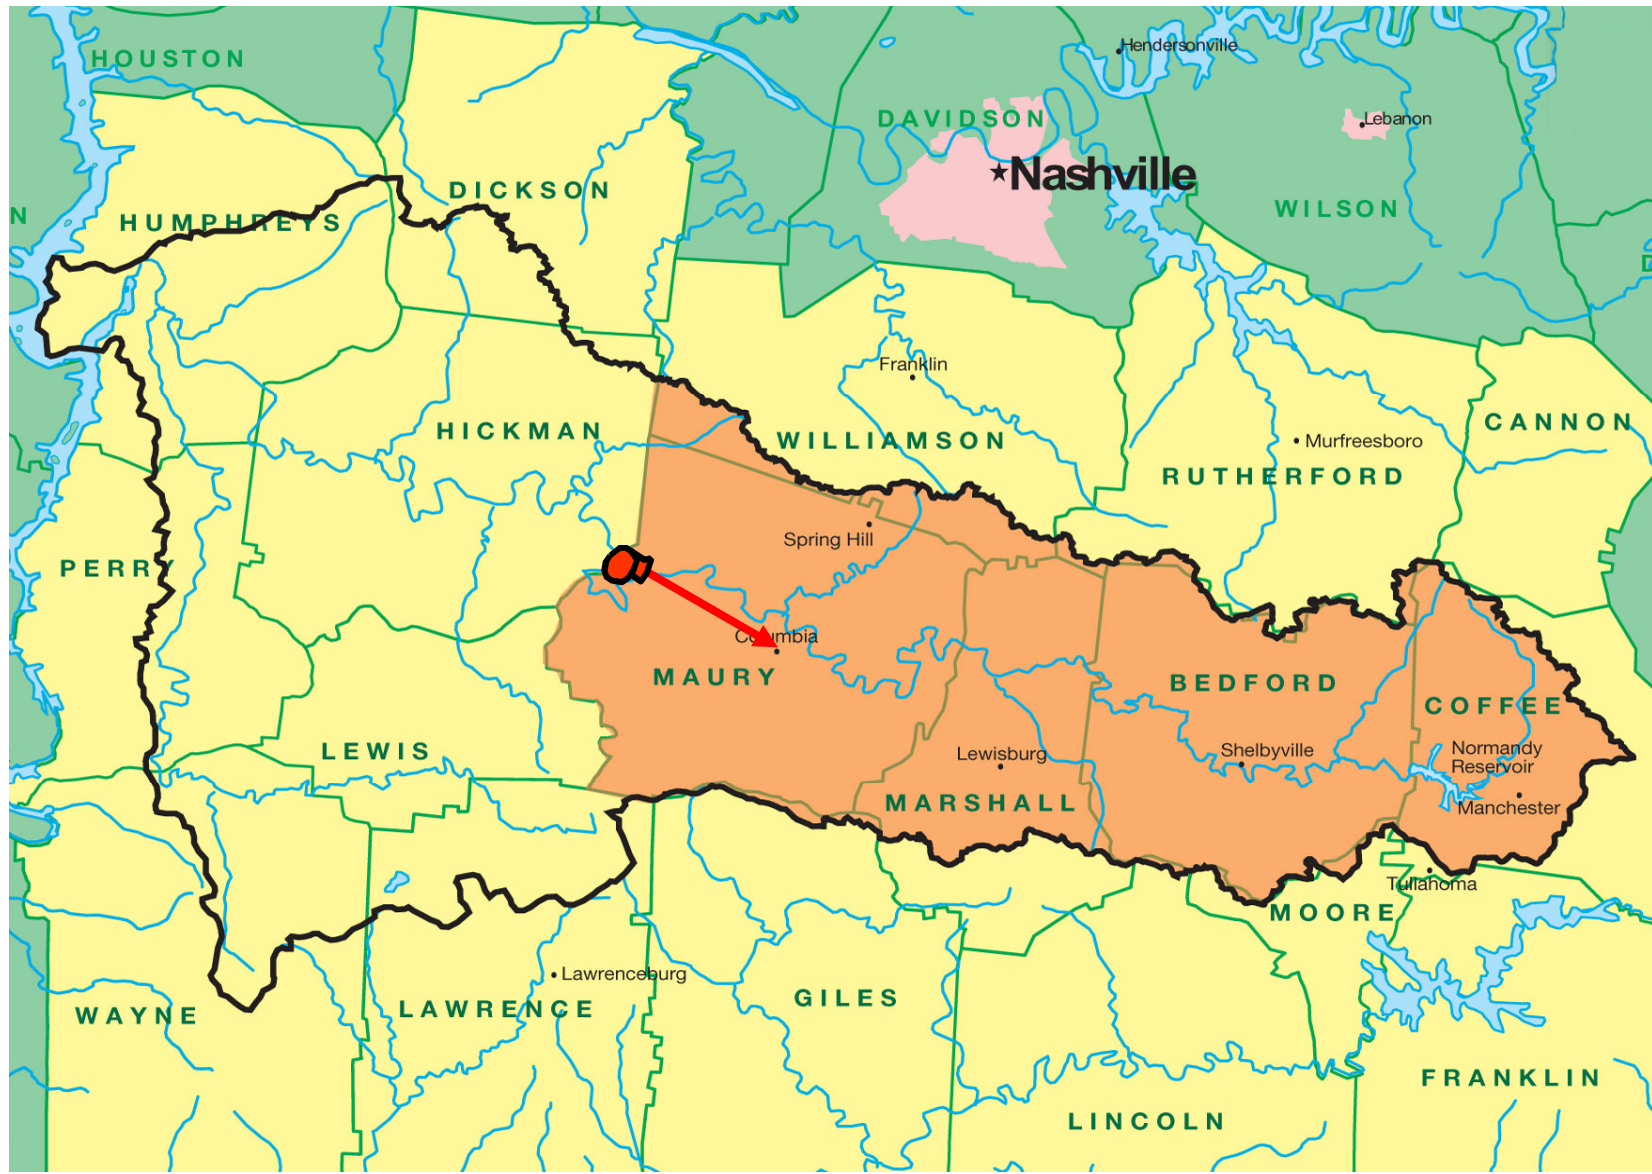 Hendersonville
HOUSTON
DAVIDSON
Lebanon
Nashville
DICKSON
N
HUMPHREYS
WILSON
D
Franklin
CANNON
HICKMAN
WILLIAMSON
Murfreesboro
RUTHERFORD
Spring Hill
PERRY
Columbia
MAURY
BEDFORD
COFFEE
LEWIS
Lewisburg
Shelbyville
Normandy
Reservoir
MARSHALL
Manchester
Tullahoma
MOORE
Lawrenceburg
GILES
LAWRENCE
WAYNE
FRANKLIN
LINCOLN